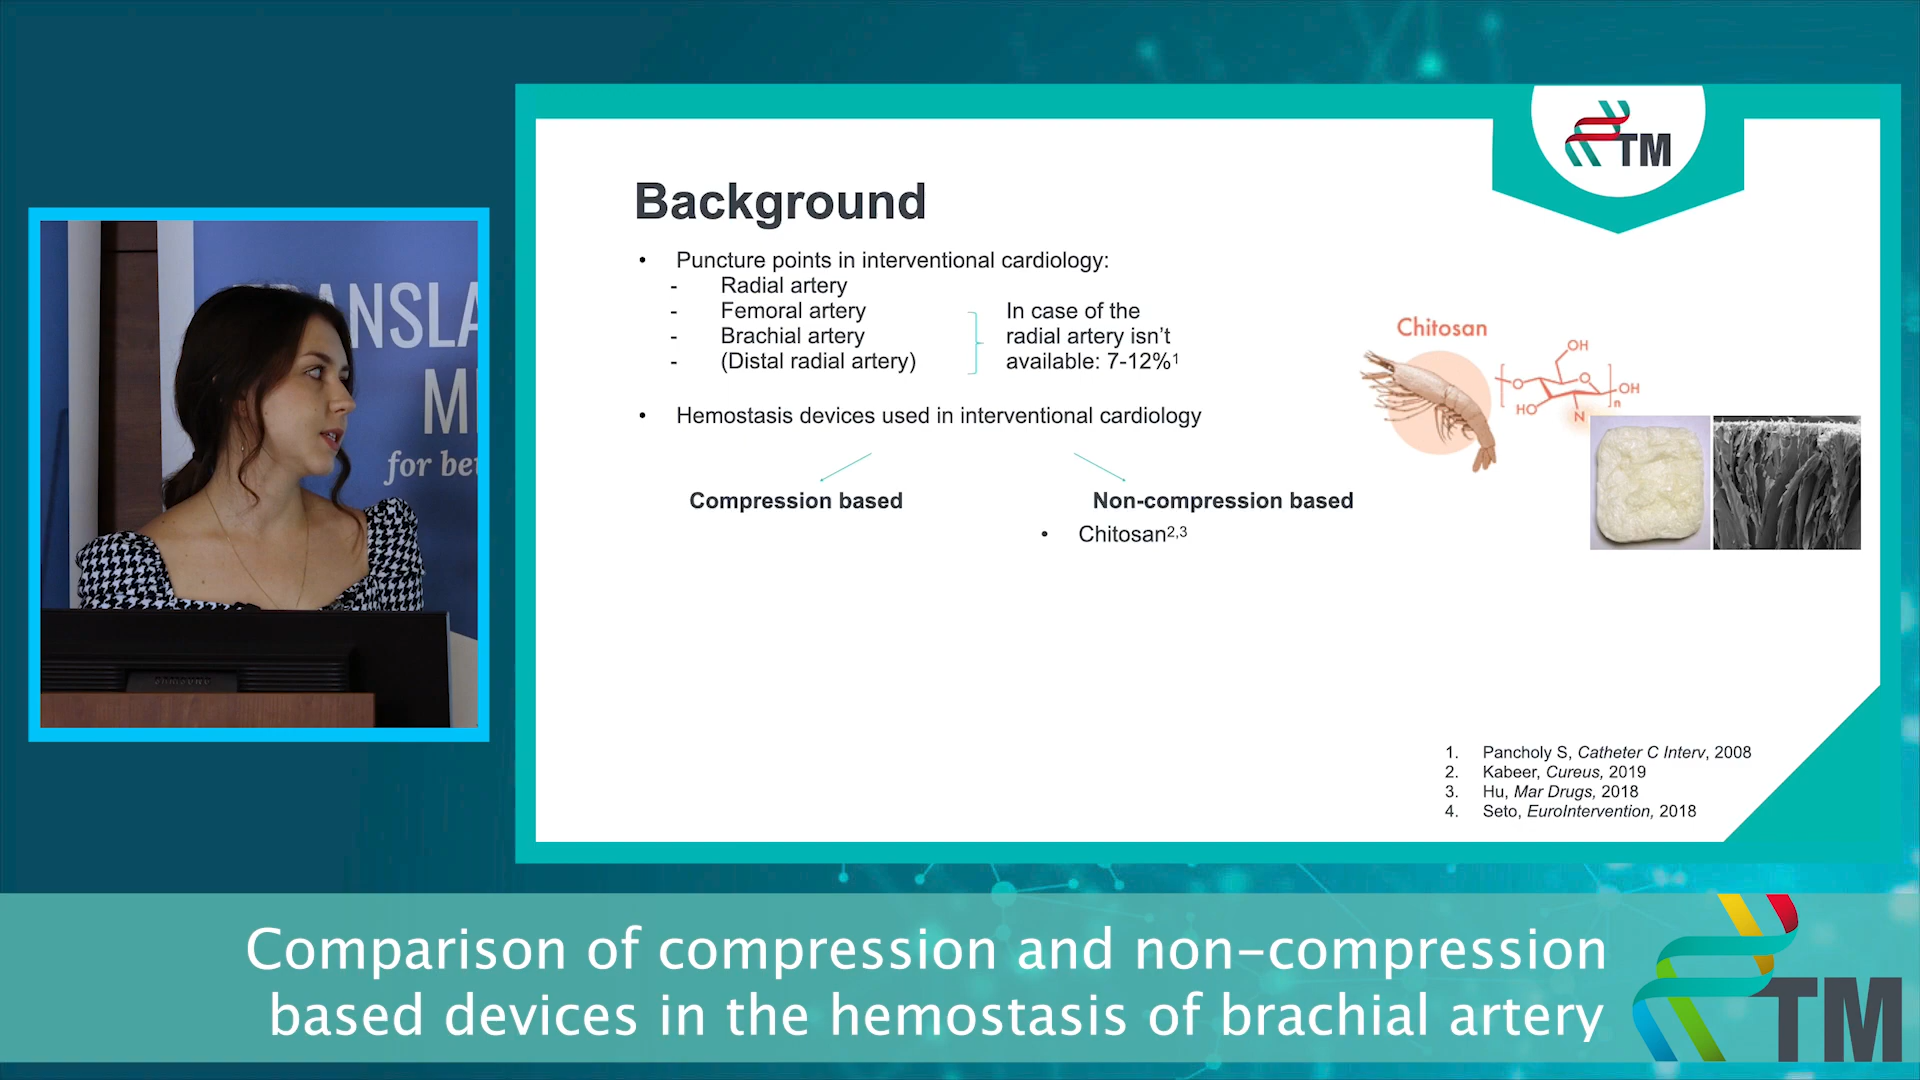 TM
Background
• Puncture points in interventional cardiology:
- Radial artery
- Femoral artery
- Brachial artery
- (Distal radial artery)
In case of the
radial artery isn't
available: 7-12%1
• Hemostasis devices used in interventional cardiology
Compression based
Non-compression based
• Chitosan2,3
Chitosan
OH
O
O
OH
HO
N
n
1. Pancholy S, Catheter C Interv, 2008
2. Kabeer, Cureus, 2019
3. Hu, Mar Drugs, 2018
4. Seto, EuroIntervention, 2018
for be
SAMSUNG
Comparison of compression and non-compression
based devices in the hemostasis of brachial artery
TM